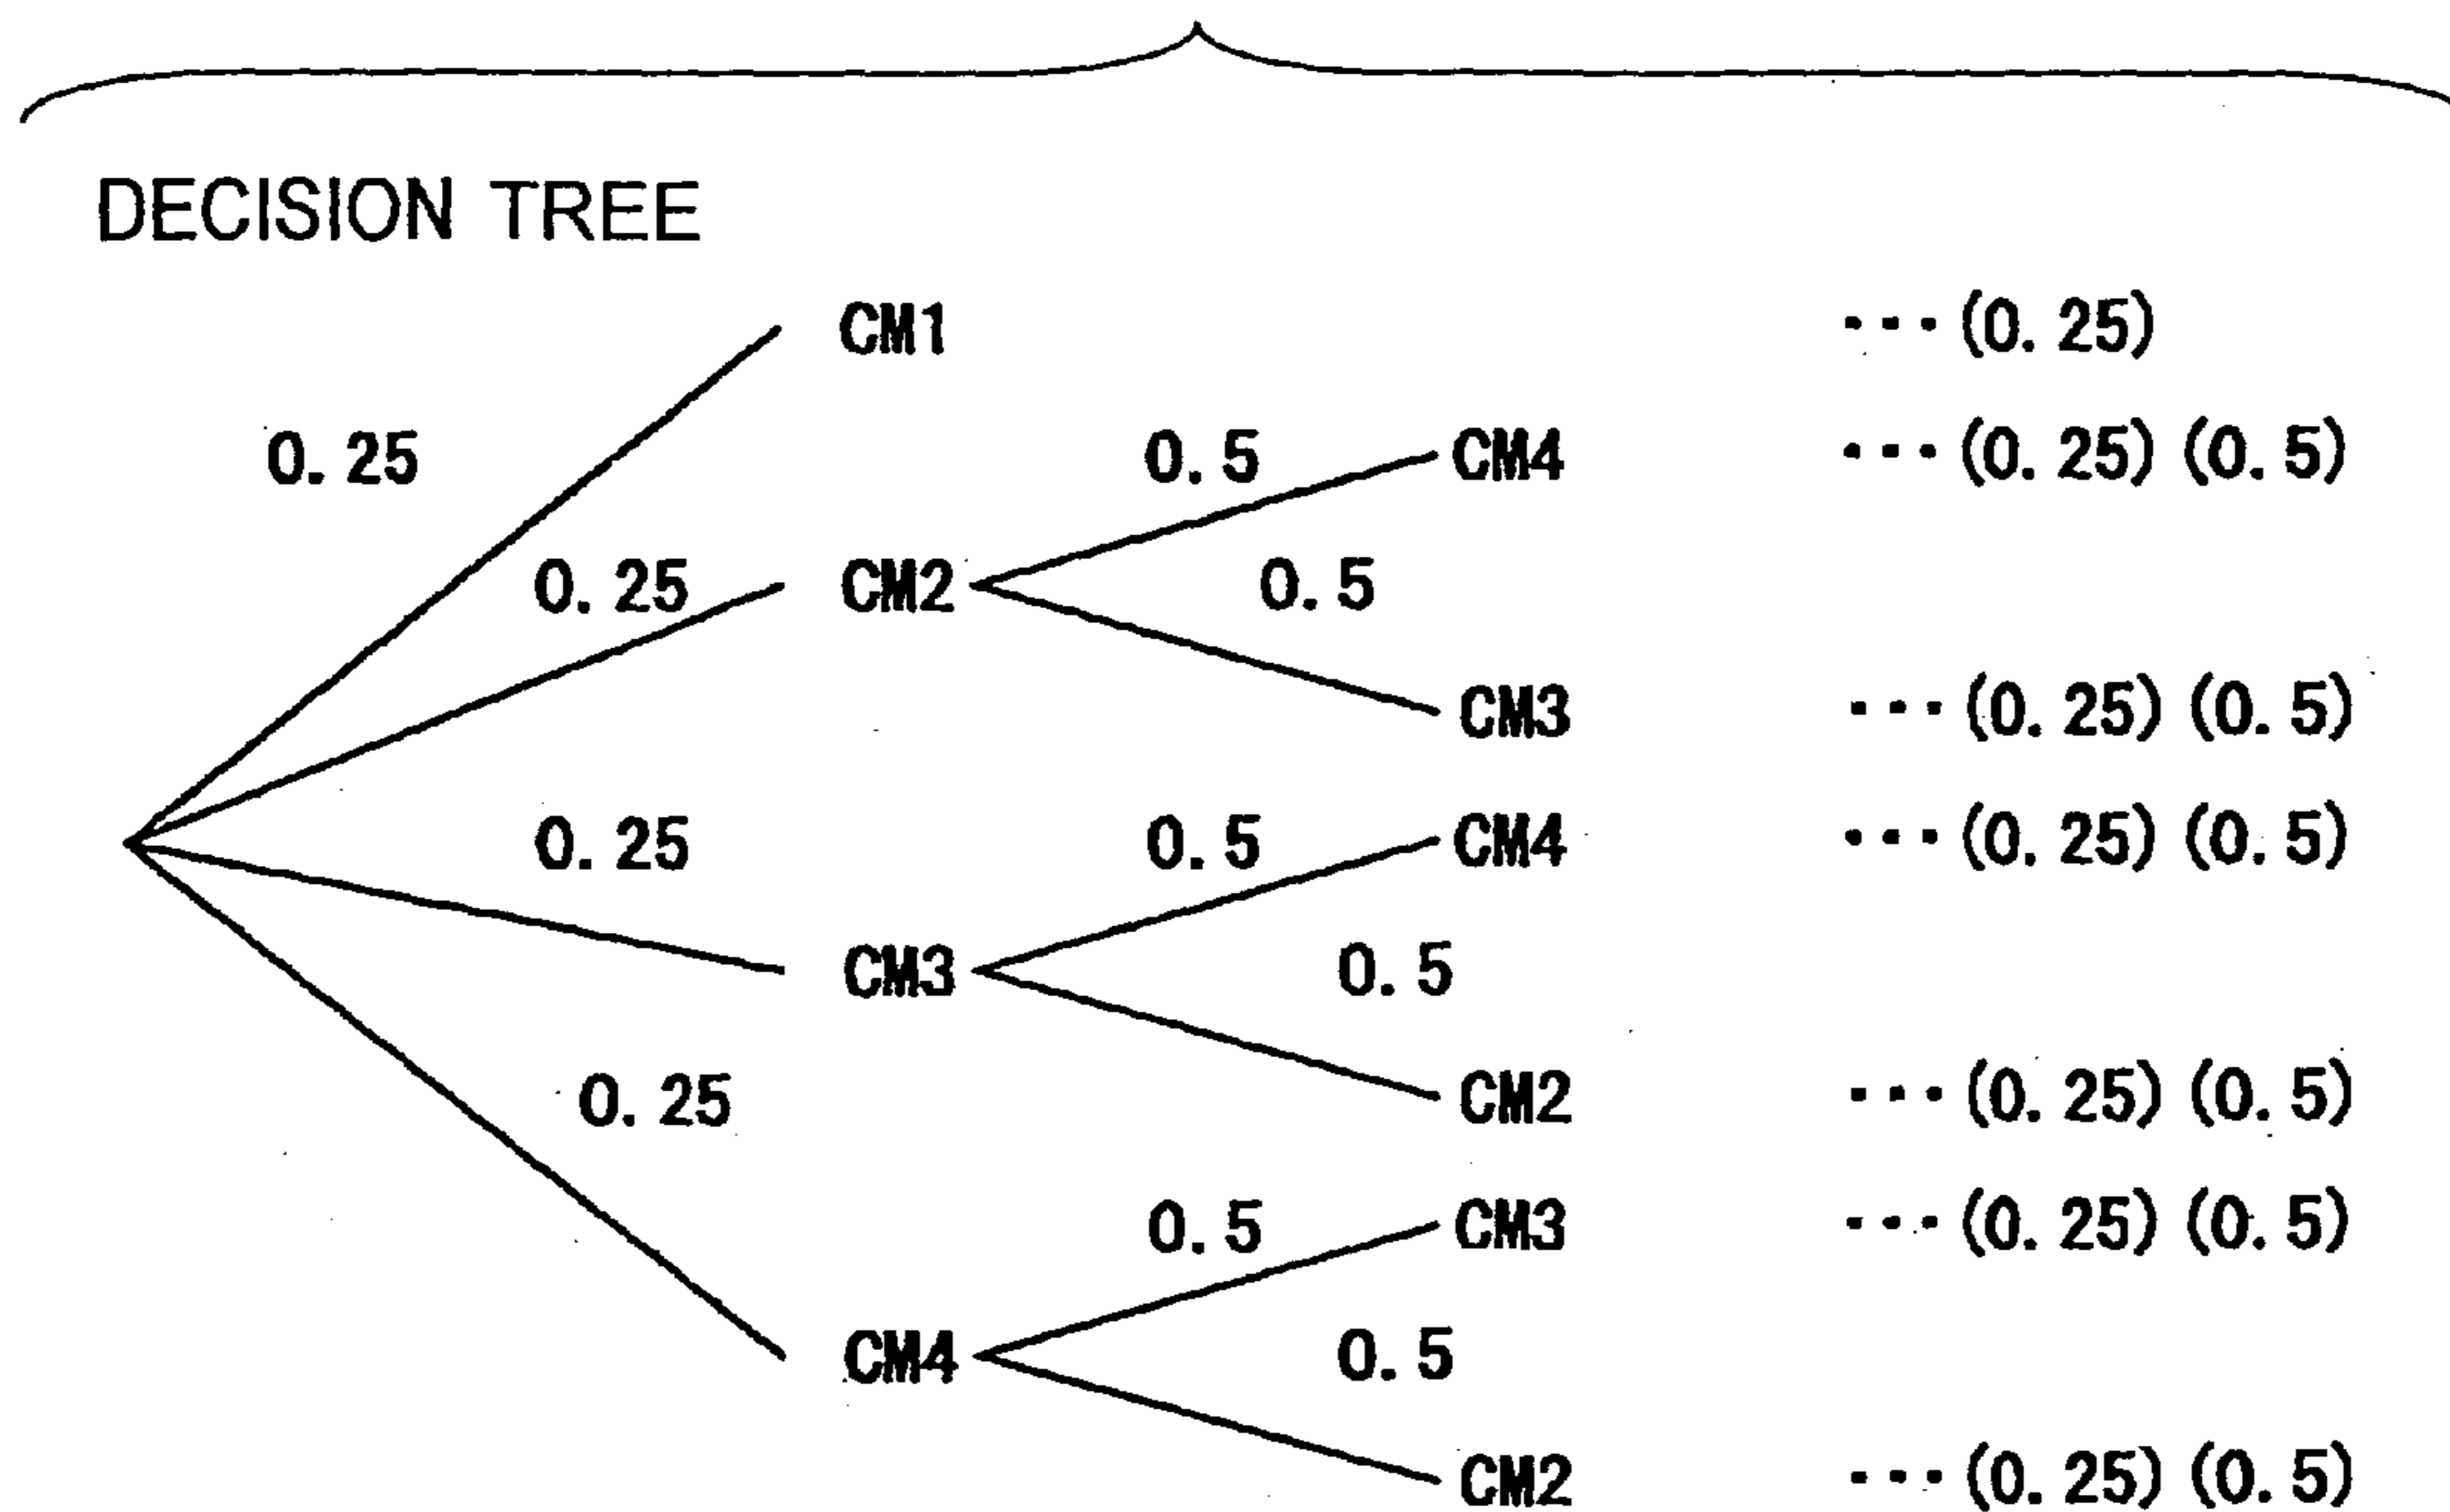 DECISION TREE
CM1 ···(0.25)
0.25 0.5 CM4 ···(0.25)(0.5)
0.25 CM2 0.5
CM3 ···(0.25)(0.5)
0.25 0.5 CM4 ···(0.25)(0.5)
CM3 0.5
0.25 CM2 ···(0.25)(0.5)
0.5 CM3 ···(0.25)(0.5)
CM4 0.5
CM2 ···(0.25)(0.5)